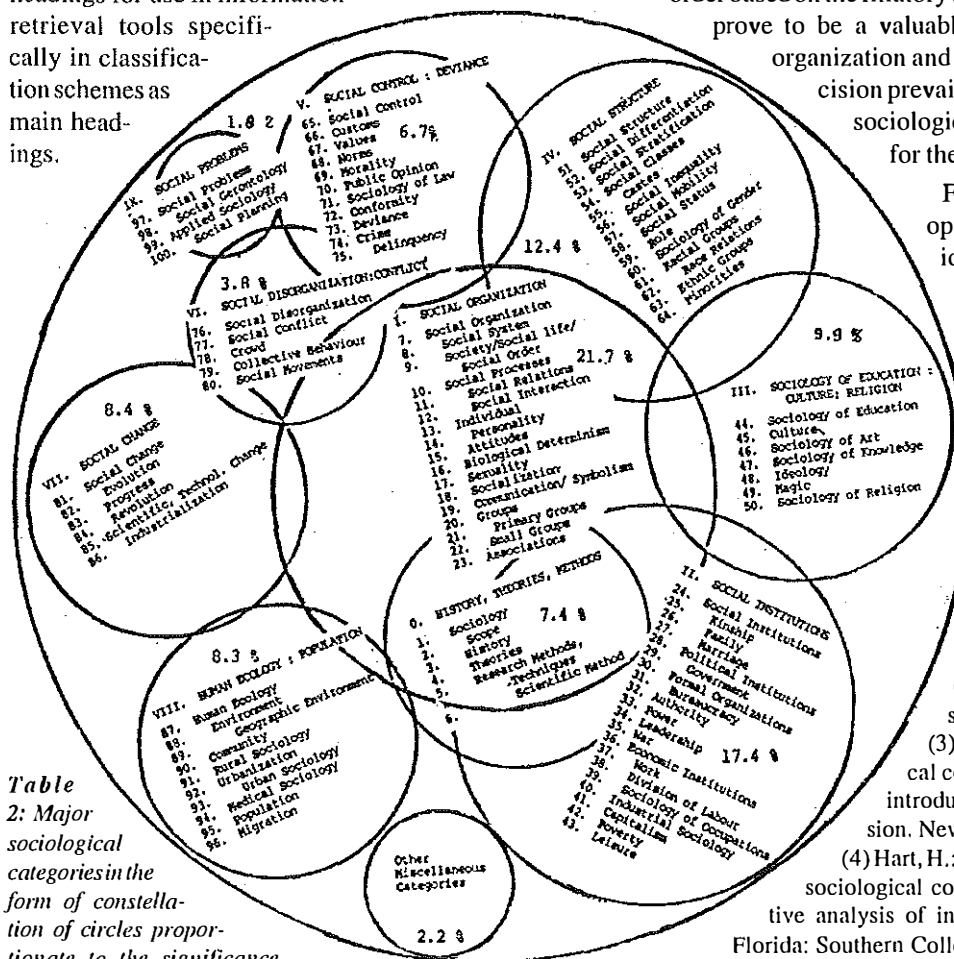 headings for use in information
retrieval tools specifi-
cally in classifica-
tion schemes as
main head-
ings.
prove to be a valuable
organization and
cision prevai
sociologic
for the
F
op
ic
1.8 %
IX. SOCIAL PROBLEMS
97. Social Problems
98. Social Gerontology
99. Applied Sociology
100. Social Planning
V. SOCIAL CONTROL : DEVIANCE
65. Social Control
66. Customs
67. Values
68. Norms
69. Morality
70. Public Opinion
71. Sociology of Law
72. Conformity
73. Deviance
74. Crime
75. Delinquency
6.7%
IV. SOCIAL STRUCTURE
51. Social Structure
52. Social Differentiation
53. Social Stratification
54. Social Classes
55. Castes
56. Social Inequality
57. Social Mobility
58. Social Status
59. Role
60. Sociology of Gender
61. Racial Groups
62. Race Relations
63. Ethnic Groups
64. Minorities
12.4 %
3.8 %
VI. SOCIAL DISORGANIZATION:CONFLICT
76. Social Disorganization
77. Social Conflict
78. Crowd
79. Collective Behaviour
80. Social Movements
I. SOCIAL ORGANIZATION
7. Social Organization
8. Social System
9. Society/Social life/
Social Order
10. Social Processes
11. Social Relations
12. Social Interaction
13. Individual
14. Personality
15. Attitudes
16. Biological Determinism
17. Sexuality
18. Socialization
19. Communication/ Symbolism
20. Groups
21. Primary Groups
22. Small Groups
23. Associations
21.7 %
9.9 %
III. SOCIOLOGY OF EDUCATION :
CULTURE; RELIGION
44. Sociology of Education
45. Culture
46. Sociology of Art
47. Sociology of Knowledge
48. Ideology
49. Magic
50. Sociology of Religion
8.4 %
VII. SOCIAL CHANGE
81. Social Change
82. Evolution
83. Progress
84. Revolution
85. Scientific, Technol. Change
86. Industrialization
0. HISTORY, THEORIES, METHODS
1. Sociology
2. Scope
3. History
4. Theories
5. Research Methods,
-Techniques
6. Scientific Method
7.4 %
II. SOCIAL INSTITUTIONS
24. Social Institutions
25. Kinship
26. Family
27. Marriage
28. Political Institutions
29. Government
30. Formal Organizations
31. Bureaucracy
32. Authority
33. Power
34. Leadership
35. War
36. Economic Institutions
37. Work
38. Division of Labour
39. Sociology of Occupations
40. Industrial Sociology
41. Capitalism
42. Poverty
43. Leisure
17.4 %
8.3 %
VIII. HUMAN ECOLOGY : POPULATION
87. Human Ecology
88. Environment
89. Geographic Environment
90. Community
91. Rural Sociology
92. Urbanization
93. Urban Sociology
94. Medical Sociology
95. Population
96. Migration
Other
Miscellaneous
Categories
2.2 %
Table
2: Major
sociological
categories in the
form of constella-
tion of circles propor-
tionate to the significance
s
(3)
cal co
introdu
sion. New
(4) Hart, H.:
sociological co
tive analysis of in
Florida: Southern Colle